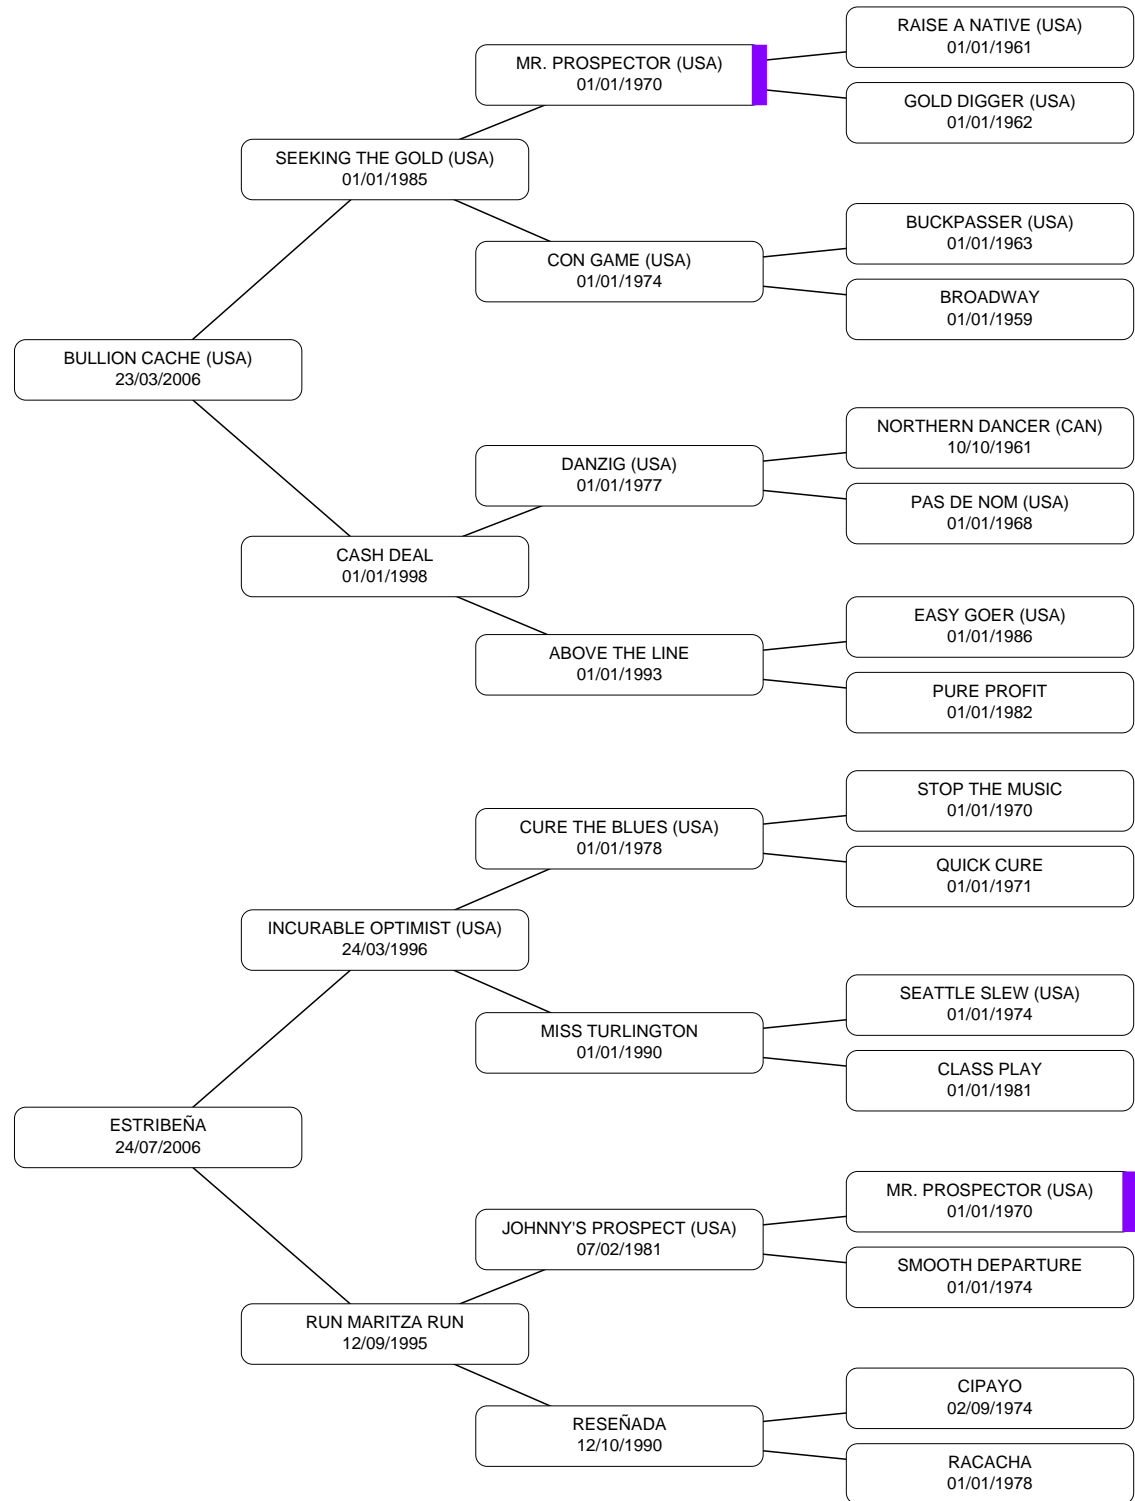 RAISE A NATIVE (USA)
01/01/1961
MR. PROSPECTOR (USA)
01/01/1970
GOLD DIGGER (USA)
01/01/1962
SEEKING THE GOLD (USA)
01/01/1985
BUCKPASSER (USA)
01/01/1963
CON GAME (USA)
01/01/1974
BROADWAY
01/01/1959
BULLION CACHE (USA)
23/03/2006
NORTHERN DANCER (CAN)
10/10/1961
DANZIG (USA)
01/01/1977
PAS DE NOM (USA)
01/01/1968
CASH DEAL
01/01/1998
EASY GOER (USA)
01/01/1986
ABOVE THE LINE
01/01/1993
PURE PROFIT
01/01/1982
STOP THE MUSIC
01/01/1970
CURE THE BLUES (USA)
01/01/1978
QUICK CURE
01/01/1971
INCURABLE OPTIMIST (USA)
24/03/1996
SEATTLE SLEW (USA)
01/01/1974
MISS TURLINGTON
01/01/1990
CLASS PLAY
01/01/1981
ESTRIBEÑA
24/07/2006
MR. PROSPECTOR (USA)
01/01/1970
JOHNNY'S PROSPECT (USA)
07/02/1981
SMOOTH DEPARTURE
01/01/1974
RUN MARITZA RUN
12/09/1995
CIPAYO
02/09/1974
RESEÑADA
12/10/1990
RACACHA
01/01/1978